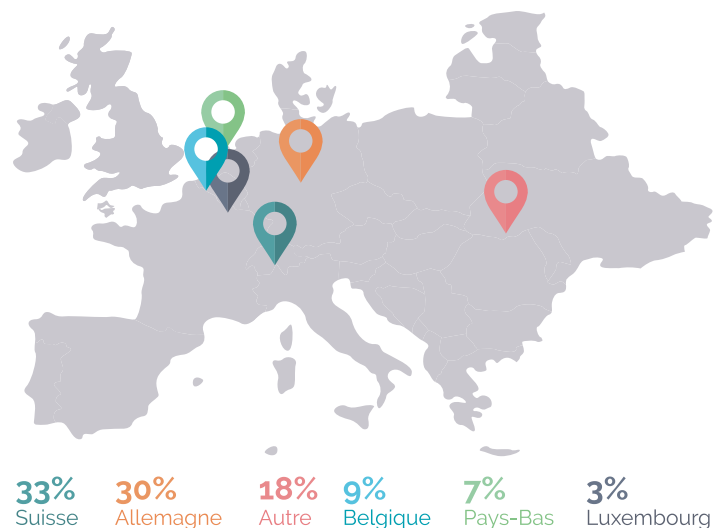 33% 30% 18% 9% 7% 3%
Suisse Allemagne Autre Belgique Pays-Bas Luxembourg